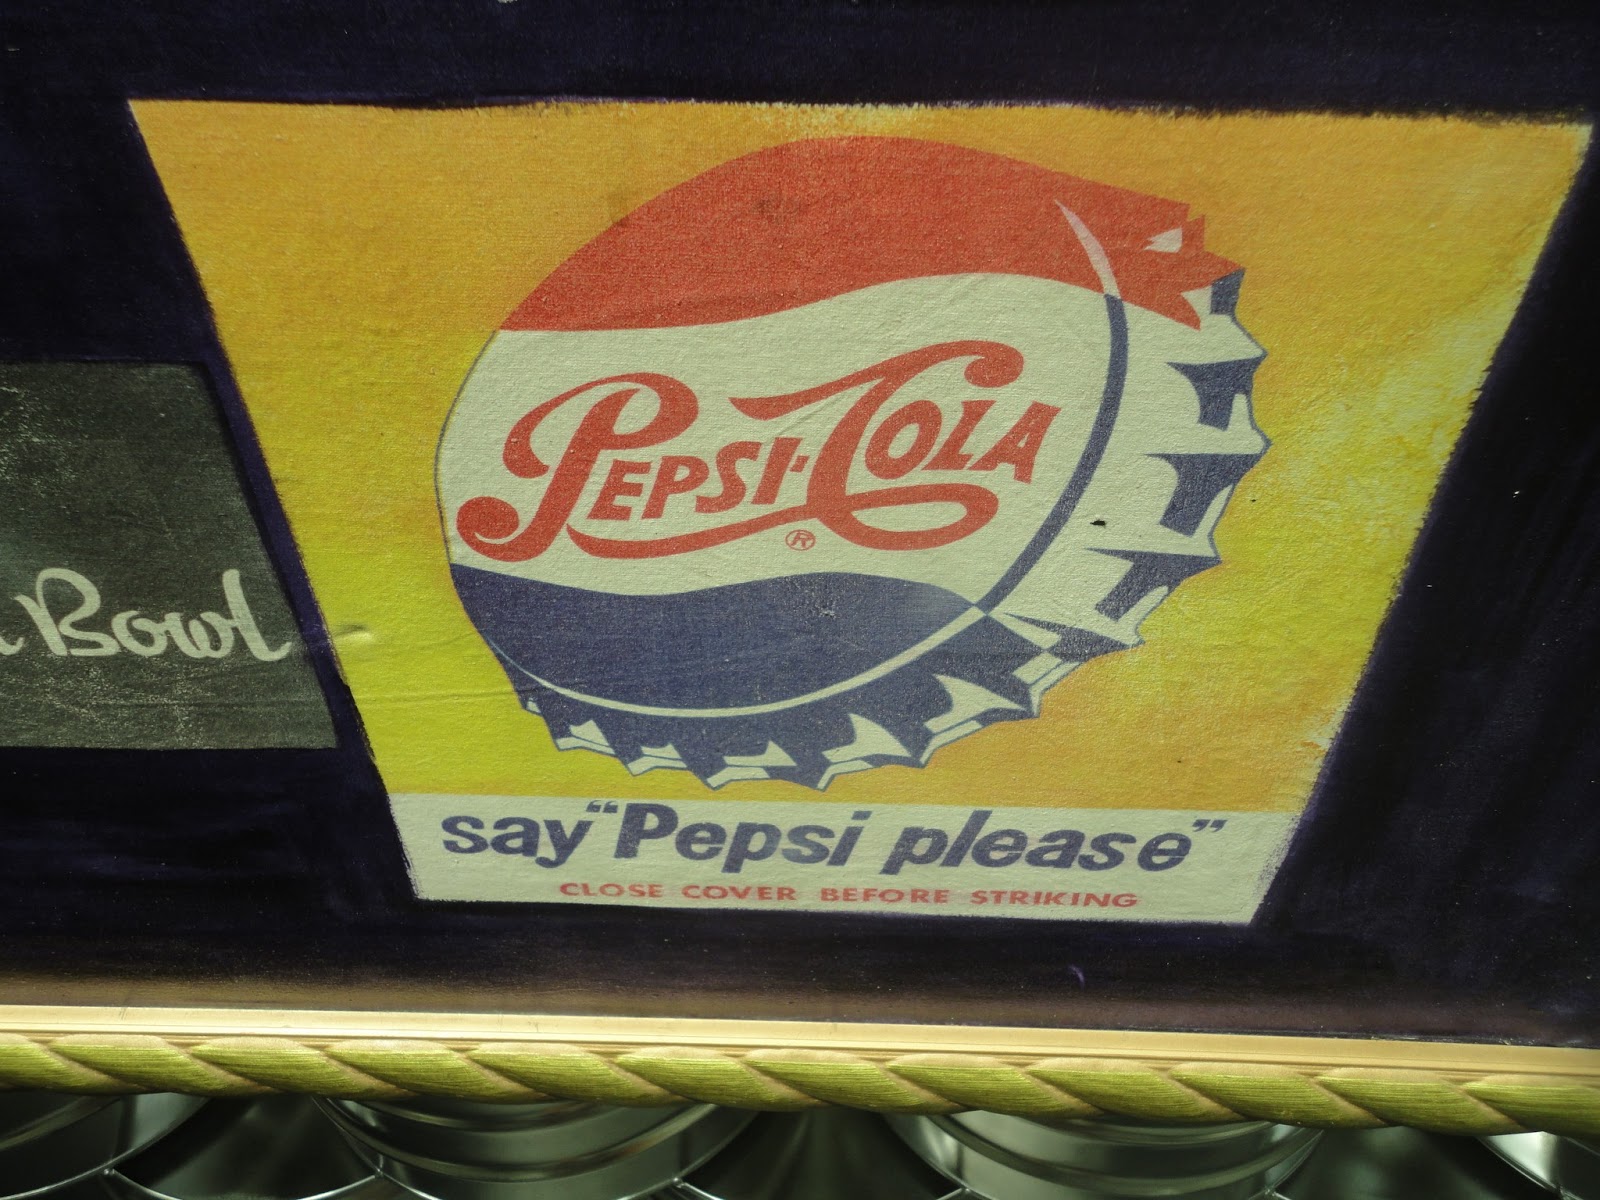 Bowl
PEPSI-COLA
®
say "Pepsi please"
CLOSE COVER BEFORE STRIKING